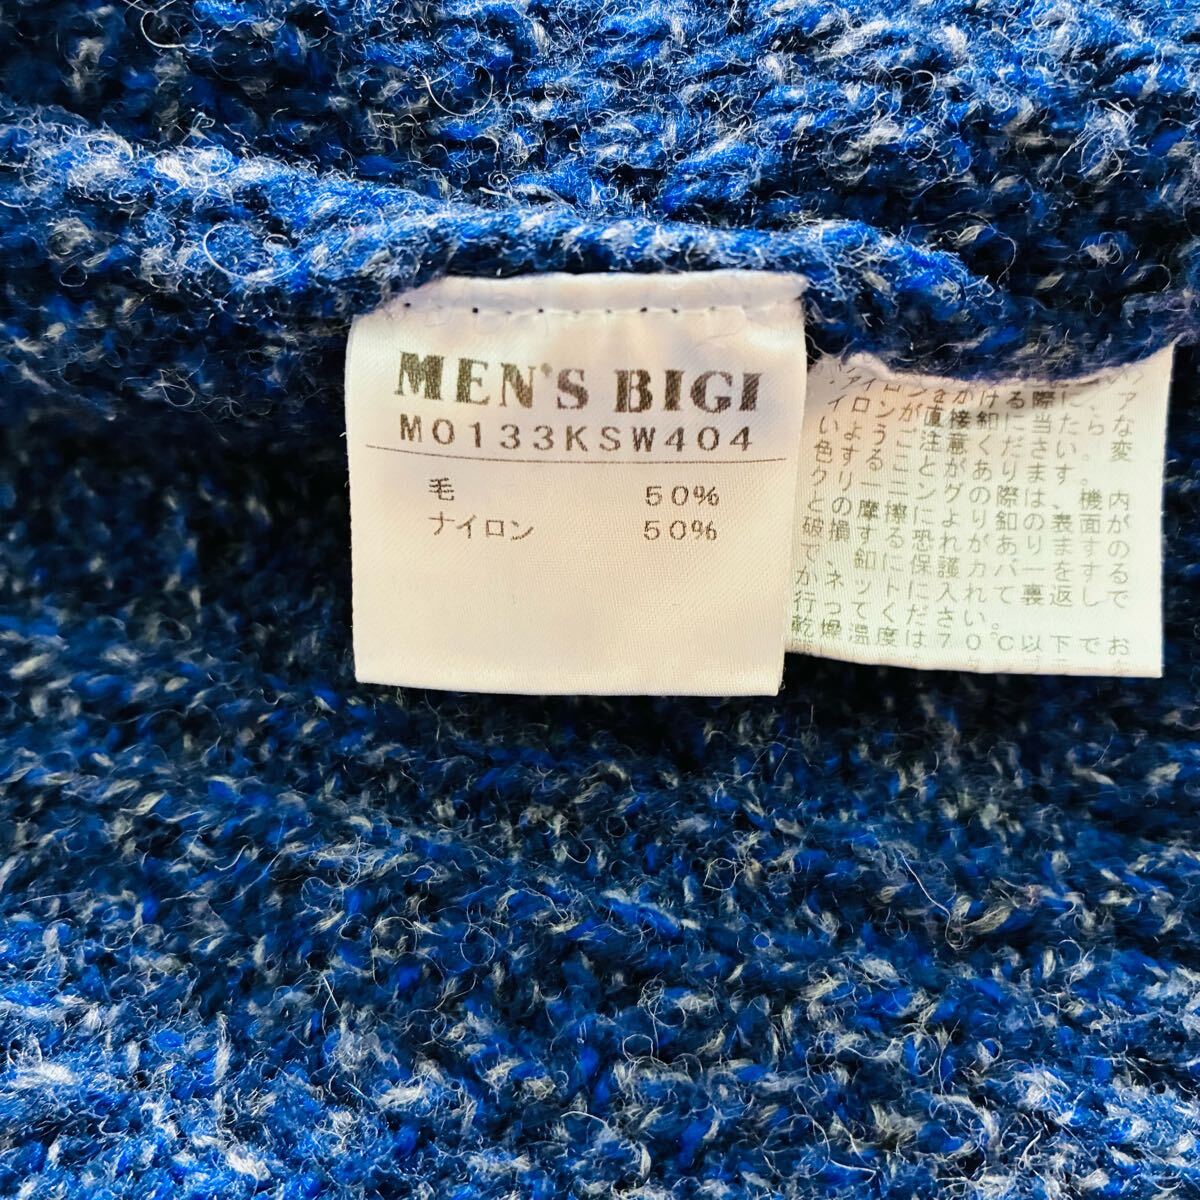 MEN'S BIGI
M0133KSW404
毛 50%
ナイロン 50%
アイロンをかける際に、
アイロンが直接釦に当たら
いようご注意ください。
色することがあります。
クリーニングの際は、機内
との摩擦により釦の表面が
破損する恐れがありますの
で、釦に保護カバーをする
かネットに入れて裏返しで
行ってください。
乾燥温度は70℃以下でお